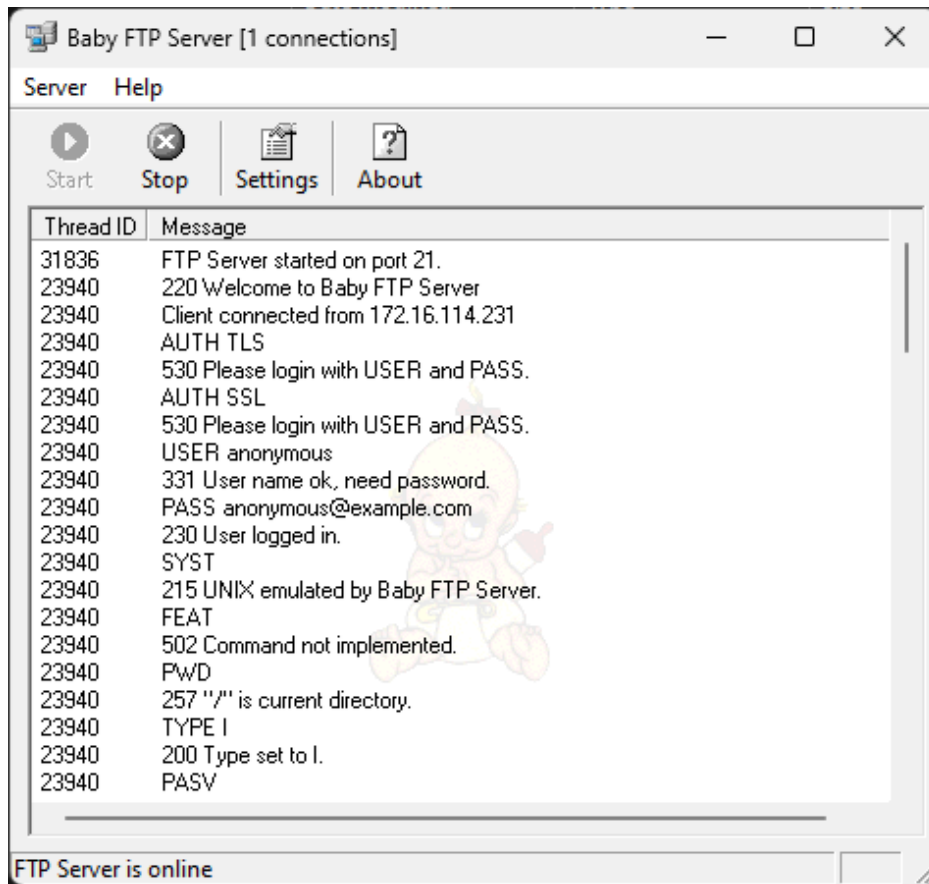 Baby FTP Server [1 connections]
Server Help
Start Stop Settings About
Thread ID Message
31836 FTP Server started on port 21.
23940 220 Welcome to Baby FTP Server
23940 Client connected from 172.16.114.231
23940 AUTH TLS
23940 530 Please login with USER and PASS.
23940 AUTH SSL
23940 530 Please login with USER and PASS.
23940 USER anonymous
23940 331 User name ok, need password.
23940 PASS anonymous@example.com
23940 230 User logged in.
23940 SYST
23940 215 UNIX emulated by Baby FTP Server.
23940 FEAT
23940 502 Command not implemented.
23940 PWD
23940 257 "/" is current directory.
23940 TYPE I
23940 200 Type set to I.
23940 PASV
FTP Server is online